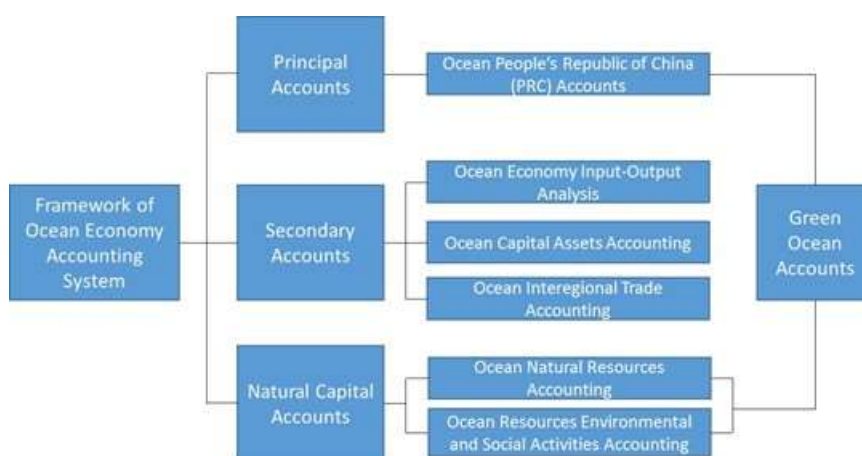 Framework of
Ocean Economy
Accounting
System
Principal
Accounts
Secondary
Accounts
Natural Capital
Accounts
Ocean People's Republic of China
(PRC) Accounts
Ocean Economy Input-Output
Analysis
Ocean Capital Assets Accounting
Ocean Interegional Trade
Accounting
Ocean Natural Resources
Accounting
Ocean Resources Environmental
and Social Activities Accounting
Green
Ocean
Accounts